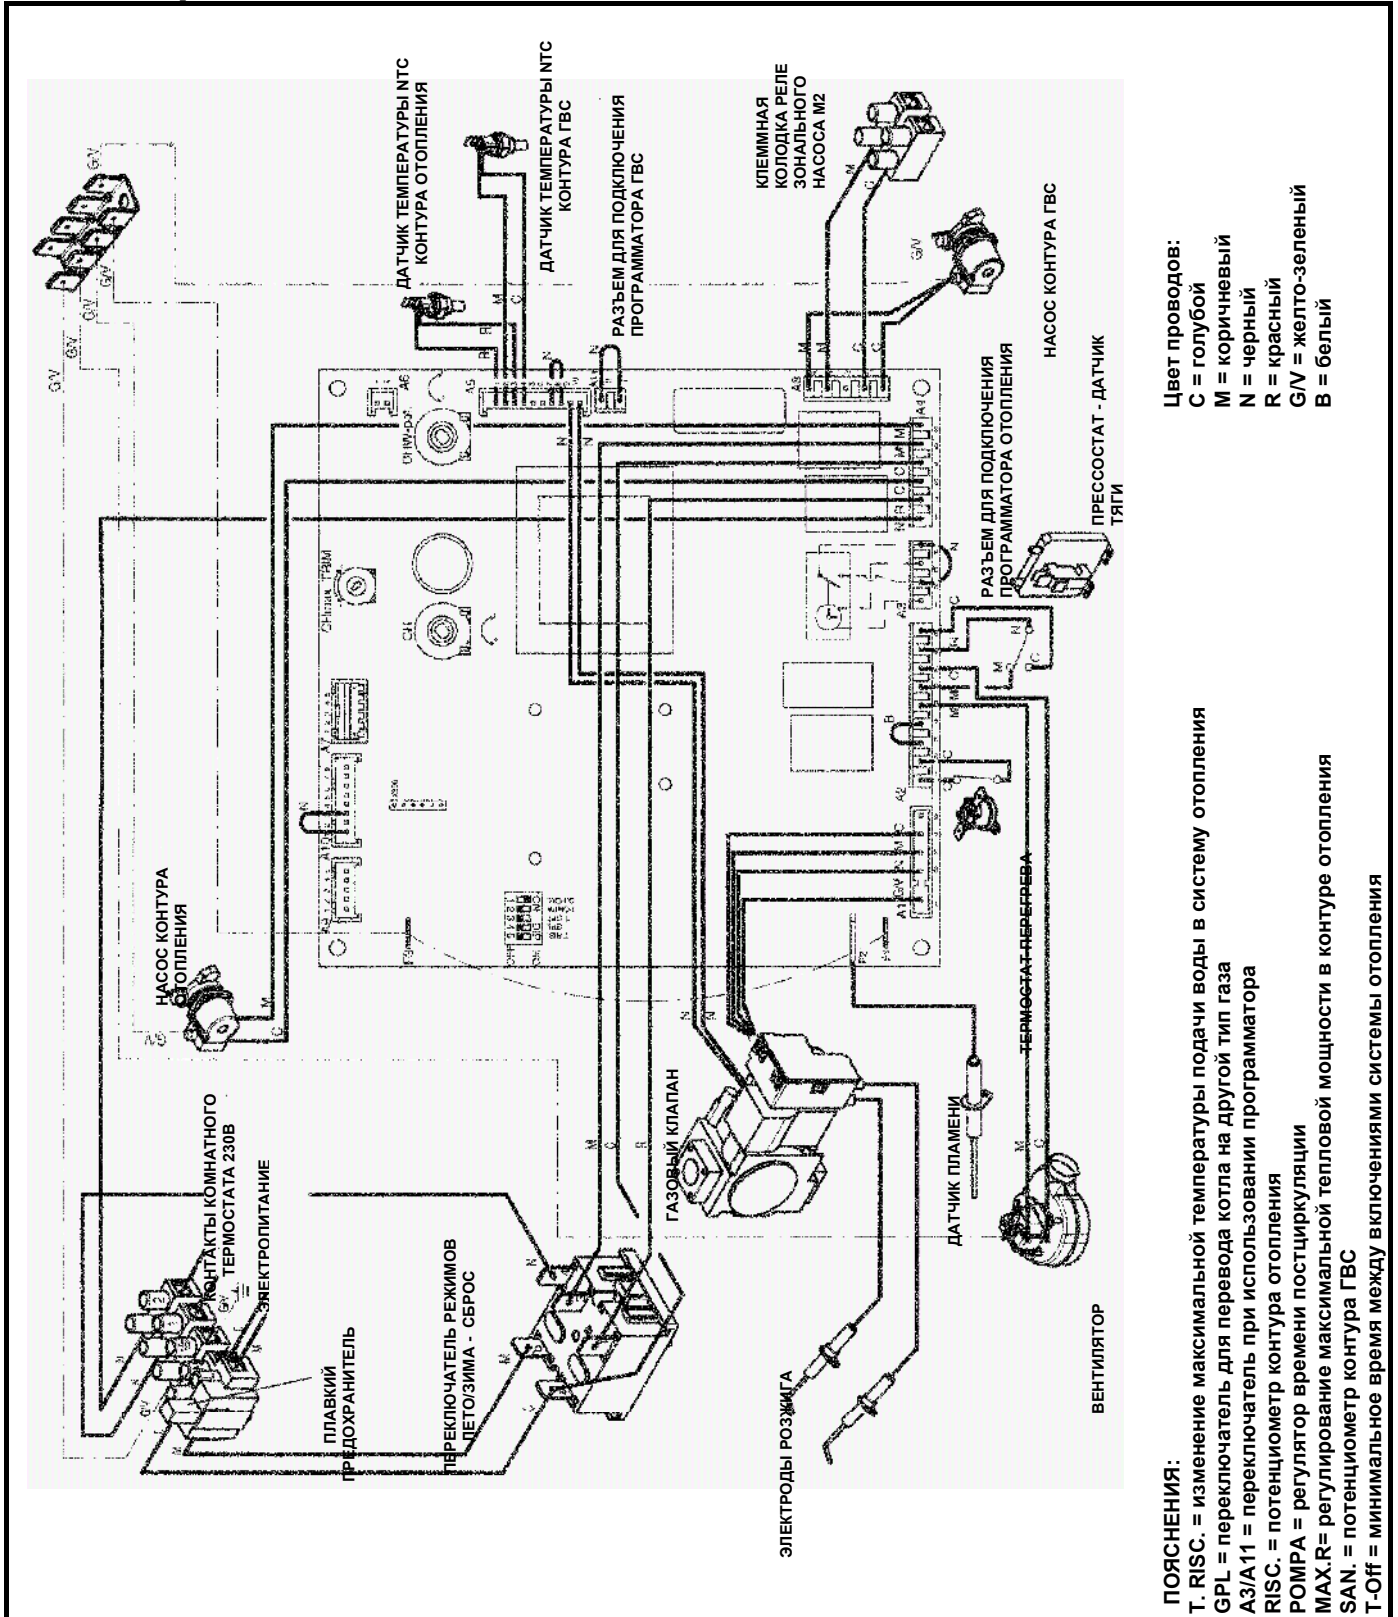 ДАТЧИК ТЕМПЕРАТУРЫ NTC
КОНТУРА ОТОПЛЕНИЯ
ДАТЧИК ТЕМПЕРАТУРЫ NTC
КОНТУРА ГВС
РАЗЪЕМ ДЛЯ ПОДКЛЮЧЕНИЯ
ПРОГРАММАТОРА ГВС
КЛЕММНАЯ
КОЛОДКА РЕЛЕ
ЗОНАЛЬНОГО
НАСОСА М2
НАСОС КОНТУРА ГВС
РАЗЪЕМ ДЛЯ ПОДКЛЮЧЕНИЯ
ПРОГРАММАТОРА ОТОПЛЕНИЯ
ПРЕССОСТАТ - ДАТЧИК
ТЯГИ
НАСОС КОНТУРА
ОТОПЛЕНИЯ
ТЕРМОСТАТ ПЕРЕГРЕВА
КОНТАКТЫ КОМНАТНОГО
ТЕРМОСТАТА 230В
ЭЛЕКТРОПИТАНИЕ
ПЛАВКИЙ
ПРЕДОХРАНИТЕЛЬ
ПЕРЕКЛЮЧАТЕЛЬ РЕЖИМОВ
ЛЕТО/ЗИМА - СБРОС
ГАЗОВЫЙ КЛАПАН
ДАТЧИК ПЛАМЕНИ
ЭЛЕКТРОДЫ РОЗЖИГА
ВЕНТИЛЯТОР
G/V
G/V
G/V
G/V
G/V
G/V
A6
A5
A4
A3
A2
A1
Цвет проводов:
C = голубой
M = коричневый
N = черный
R = красный
G/V = желто-зеленый
B = белый
ПОЯСНЕНИЯ:
T. RISC. = изменение максимальной температуры подачи воды в систему отопления
GPL = переключатель для перевода котла на другой тип газа
A3/A11 = переключатель при использовании программатора
RISC. = потенциометр контура отопления
POMPA = регулятор времени постциркуляции
MAX.R= регулирование максимальной тепловой мощности в контуре отопления
SAN. = потенциометр контура ГВС
T-Off = минимальное время между включениями системы отопления